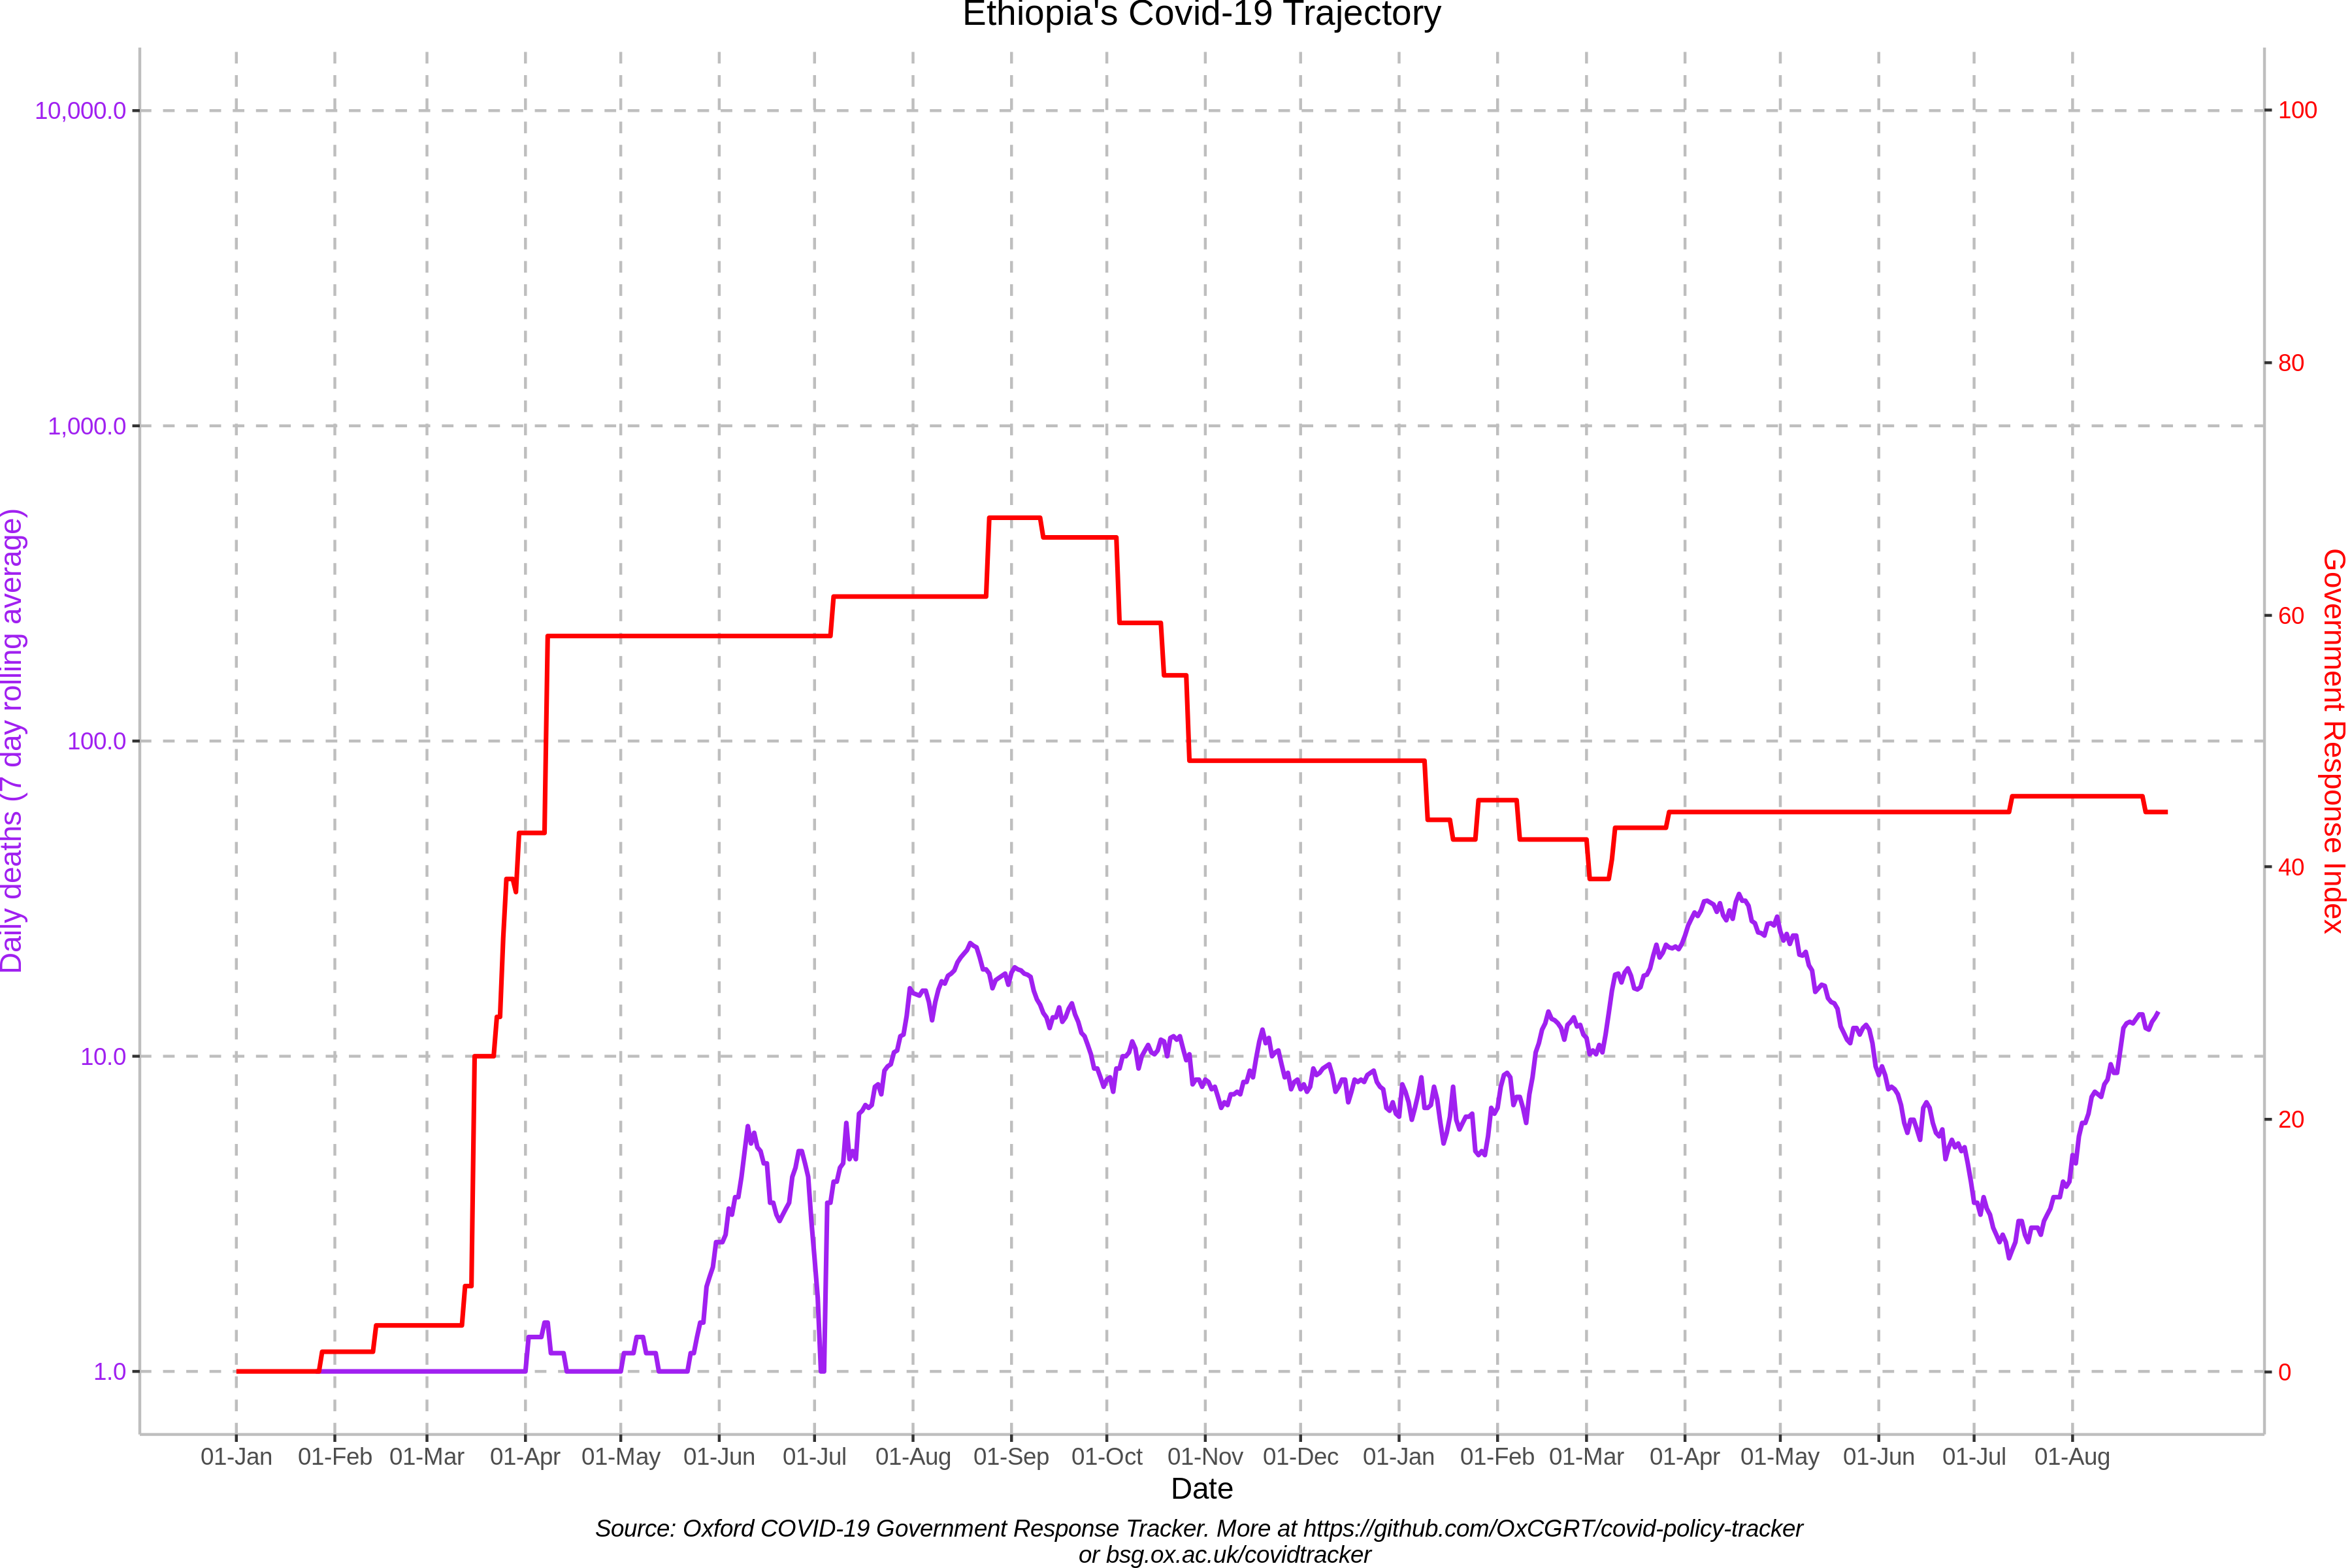 Ethiopia's Covid-19 Trajectory
10,000.0
1,000.0
100.0
10.0
1.0
Daily deaths (7 day rolling average)
100
80
60
40
20
0
Government Response Index
01-Jan 01-Feb 01-Mar 01-Apr 01-May 01-Jun 01-Jul 01-Aug 01-Sep 01-Oct 01-Nov 01-Dec 01-Jan 01-Feb 01-Mar 01-Apr 01-May 01-Jun 01-Jul 01-Aug
Date
Source: Oxford COVID-19 Government Response Tracker. More at https://github.com/OxCGRT/covid-policy-tracker
or bsg.ox.ac.uk/covidtracker